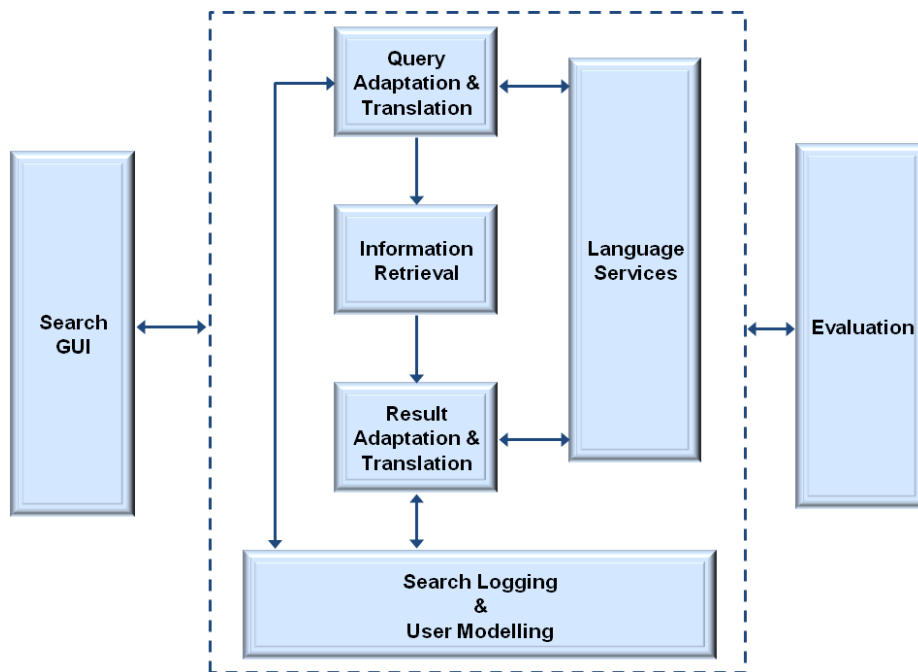 Query
Adaptation &
Translation
Information
Retrieval
Language
Services
Search
GUI
Evaluation
Result
Adaptation &
Translation
Search Logging
&
User Modelling